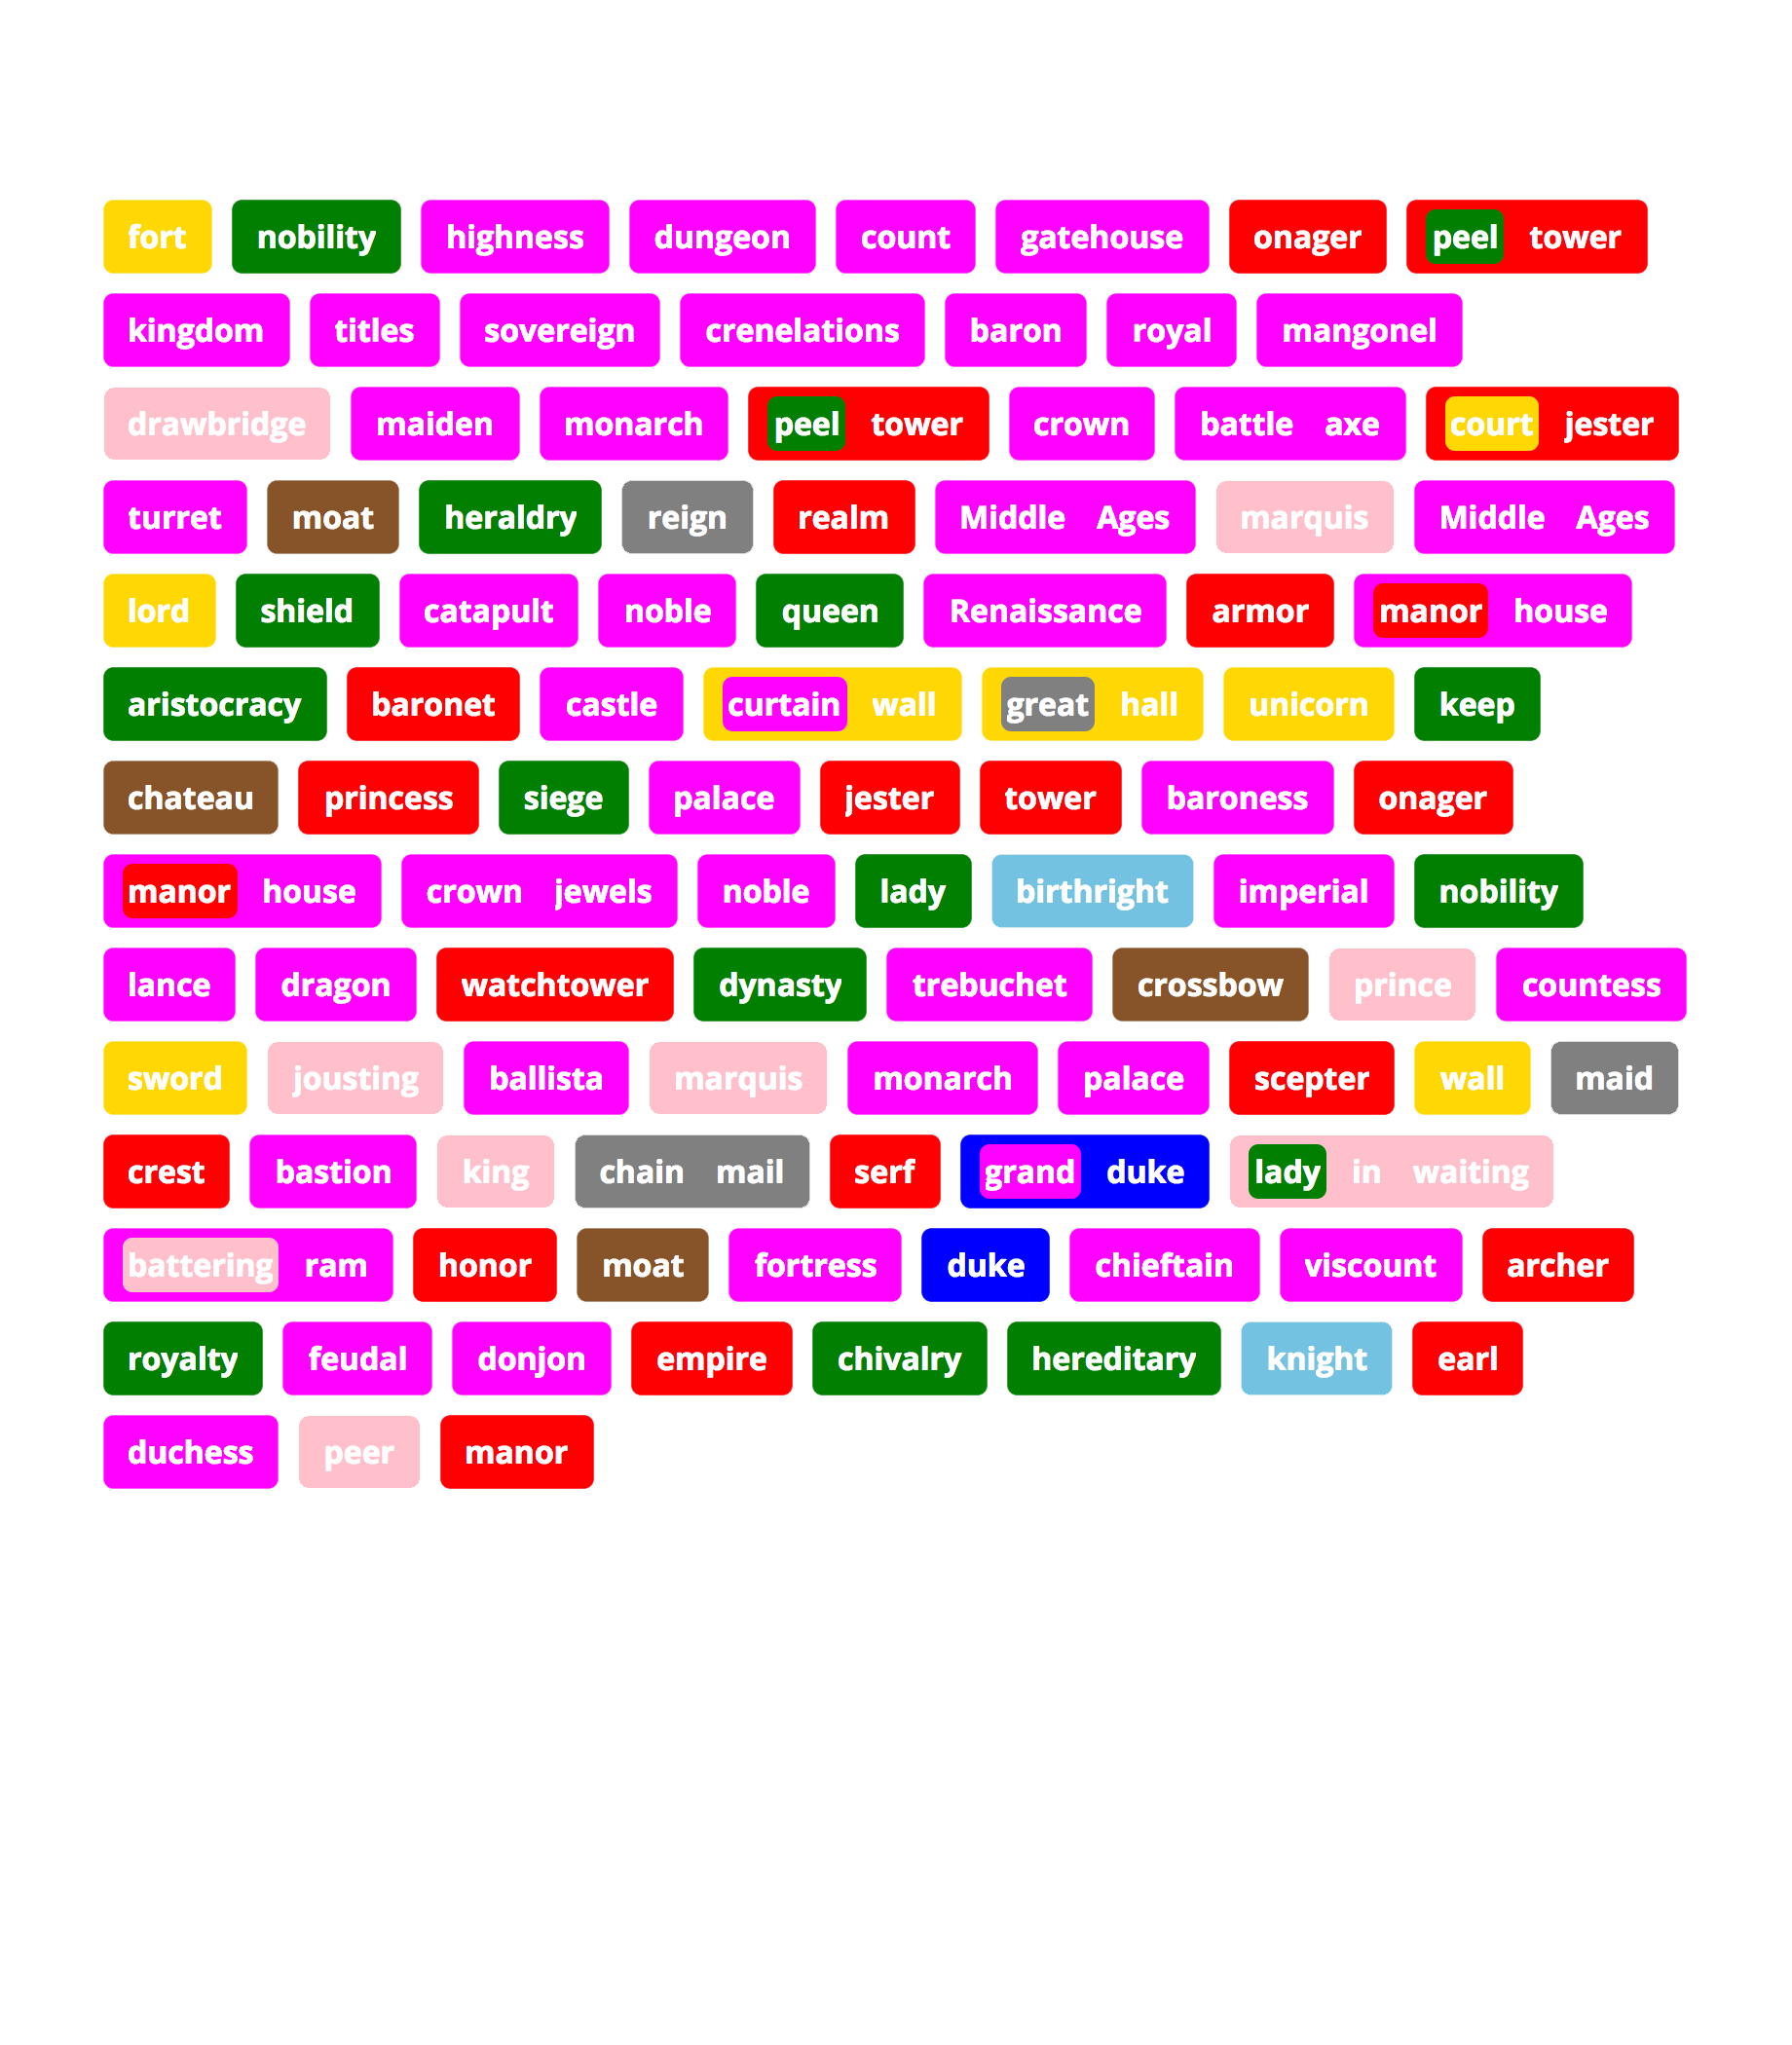 fort nobility highness dungeon count gatehouse onager peel tower
kingdom titles sovereign crenelations baron royal mangonel
drawbridge maiden monarch peel tower crown battle axe court jester
turret moat heraldry reign realm Middle Ages marquis Middle Ages
lord shield catapult noble queen Renaissance armor manor house
aristocracy baronet castle curtain wall great hall unicorn keep
chateau princess siege palace jester tower baroness onager
manor house crown jewels noble lady birthright imperial nobility
lance dragon watchtower dynasty trebuchet crossbow prince countess
sword jousting ballista marquis monarch palace scepter wall maid
crest bastion king chain mail serf grand duke lady in waiting
battering ram honor moat fortress duke chieftain viscount archer
royalty feudal donjon empire chivalry hereditary knight earl
duchess peer manor